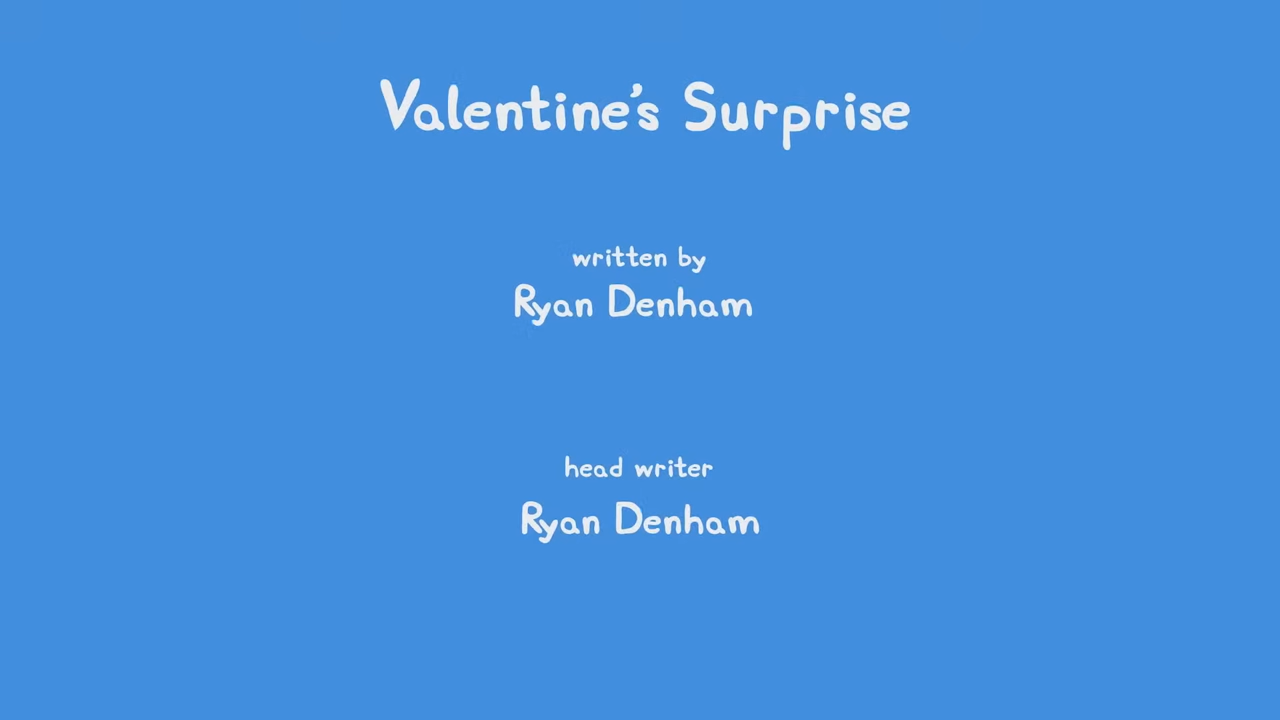 Valentine's Surprise
written by
Ryan Denham
head writer
Ryan Denham